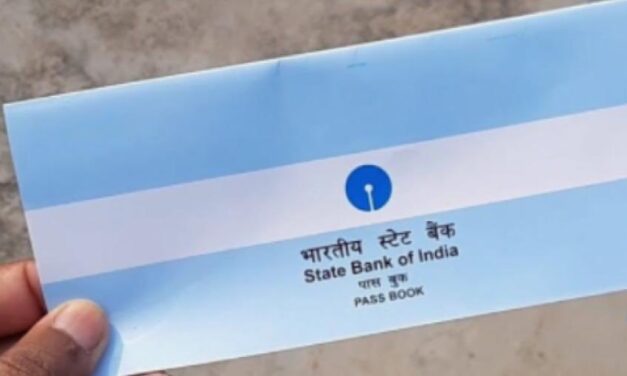 भारतीय स्टेट बैंक
State Bank of India
पास बुक
PASS BOOK